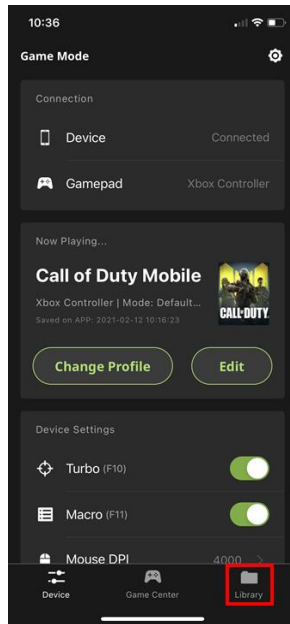 10:36
Game Mode
Connection
Device Connected
Gamepad Xbox Controller
Now Playing...
Call of Duty Mobile
Xbox Controller | Mode: Default...
Saved on APP: 2021-02-12 10:16:23
CALL·DUTY
Change Profile Edit
Device Settings
Turbo (F10)
Macro (F11)
Mouse DPI 4000
Device Game Center Library